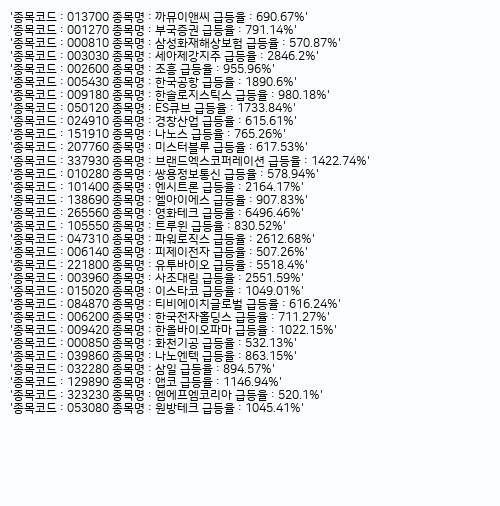 '종목코드 : 013700 종목명 : 까뮤이앤씨 급등율 : 690.67%'
'종목코드 : 001270 종목명 : 부국증권 급등율 : 791.14%'
'종목코드 : 000810 종목명 : 삼성화재해상보험 급등율 : 570.87%'
'종목코드 : 003030 종목명 : 세아제강지주 급등율 : 2846.2%'
'종목코드 : 002600 종목명 : 조흥 급등율 : 955.96%'
'종목코드 : 005430 종목명 : 한국공항 급등율 : 1890.6%'
'종목코드 : 009180 종목명 : 한솔로지스틱스 급등율 : 980.18%'
'종목코드 : 050120 종목명 : ES큐브 급등율 : 1733.84%'
'종목코드 : 024910 종목명 : 경창산업 급등율 : 615.61%'
'종목코드 : 151910 종목명 : 나노스 급등율 : 765.26%'
'종목코드 : 207760 종목명 : 미스터블루 급등율 : 617.53%'
'종목코드 : 337930 종목명 : 브랜드엑스코퍼레이션 급등율 : 1422.74%'
'종목코드 : 010280 종목명 : 쌍용정보통신 급등율 : 578.94%'
'종목코드 : 101400 종목명 : 엔시트론 급등율 : 2164.17%'
'종목코드 : 138690 종목명 : 엘아이에스 급등율 : 907.83%'
'종목코드 : 265560 종목명 : 영화테크 급등율 : 6496.46%'
'종목코드 : 105550 종목명 : 트루윈 급등율 : 830.52%'
'종목코드 : 047310 종목명 : 파워로직스 급등율 : 2612.68%'
'종목코드 : 006140 종목명 : 피제이전자 급등율 : 507.26%'
'종목코드 : 221800 종목명 : 유투바이오 급등율 : 5518.4%'
'종목코드 : 003960 종목명 : 사조대림 급등율 : 2551.59%'
'종목코드 : 015020 종목명 : 이스타코 급등율 : 1049.01%'
'종목코드 : 084870 종목명 : 티비에이치글로벌 급등율 : 616.24%'
'종목코드 : 006200 종목명 : 한국전자홀딩스 급등율 : 711.27%'
'종목코드 : 009420 종목명 : 한올바이오파마 급등율 : 1022.15%'
'종목코드 : 000850 종목명 : 화천기공 급등율 : 532.13%'
'종목코드 : 039860 종목명 : 나노엔텍 급등율 : 863.15%'
'종목코드 : 032280 종목명 : 삼일 급등율 : 894.57%'
'종목코드 : 129890 종목명 : 앱코 급등율 : 1146.94%'
'종목코드 : 323230 종목명 : 엠에프엠코리아 급등율 : 520.1%'
'종목코드 : 053080 종목명 : 원방테크 급등율 : 1045.41%'